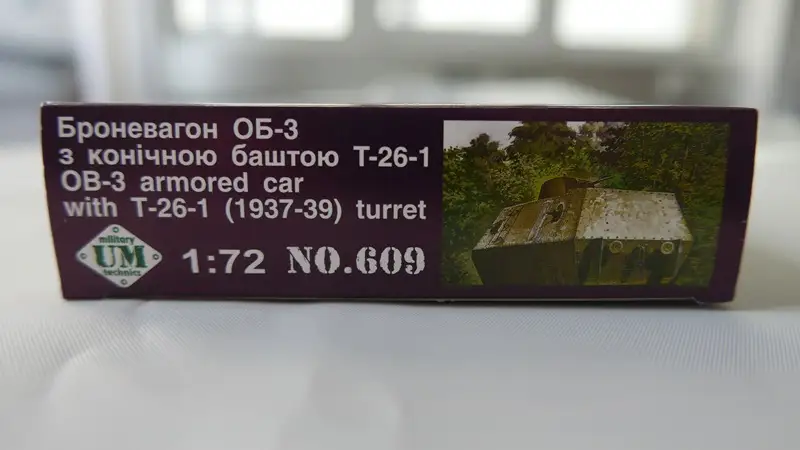 Броневагон ОБ-3
з конічною баштою Т-26-1
OB-3 armored car
with T-26-1 (1937-39) turret
military
UM
technics
1:72 NO.609